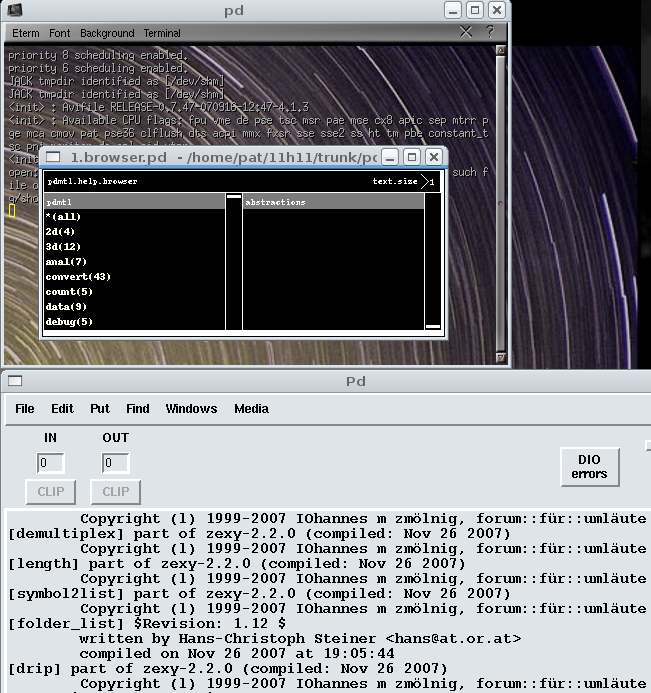 pd
Eterm Font Background Terminal
priority 8 scheduling enabled.
priority 6 scheduling enabled.
JACK tmpdir identified as [/dev/shm]
JACK tmpdir identified as [/dev/shm]
<init> : Avifile RELEASE-0.7.47-070916-12:47-4.1.3
<init> : Available CPU flags: fpu vme de pse tsc msr pae mce cx8 apic sep mtrr p
ge mca cmov pat pse36 clflush dts acpi mmx fxsr sse sse2 ss ht tm pbe constant_t
<init
open: such f
ile o
g/sho
1.browser.pd - /home/pat/11h11/trunk/pd
pdmtl.help.browser text.size 1
pdmtl abstractions
*(all)
2d(4)
3d(12)
anal(7)
convert(43)
count(5)
data(9)
debug(5)
Pd
File Edit Put Find Windows Media
IN OUT
0 0
CLIP CLIP
DIO
errors
Copyright (l) 1999-2007 IOhannes m zmölnig, forum::für::umläute
[demultiplex] part of zexy-2.2.0 (compiled: Nov 26 2007)
Copyright (l) 1999-2007 IOhannes m zmölnig, forum::für::umläute
[length] part of zexy-2.2.0 (compiled: Nov 26 2007)
Copyright (l) 1999-2007 IOhannes m zmölnig, forum::für::umläute
[symbol2list] part of zexy-2.2.0 (compiled: Nov 26 2007)
Copyright (l) 1999-2007 IOhannes m zmölnig, forum::für::umläute
[folder_list] $Revision: 1.12 $
written by Hans-Christoph Steiner <hans@at.or.at>
compiled on Nov 26 2007 at 19:05:44
[drip] part of zexy-2.2.0 (compiled: Nov 26 2007)
Copyright (l) 1999-2007 IOhannes m zmölnig, forum::für::umläute